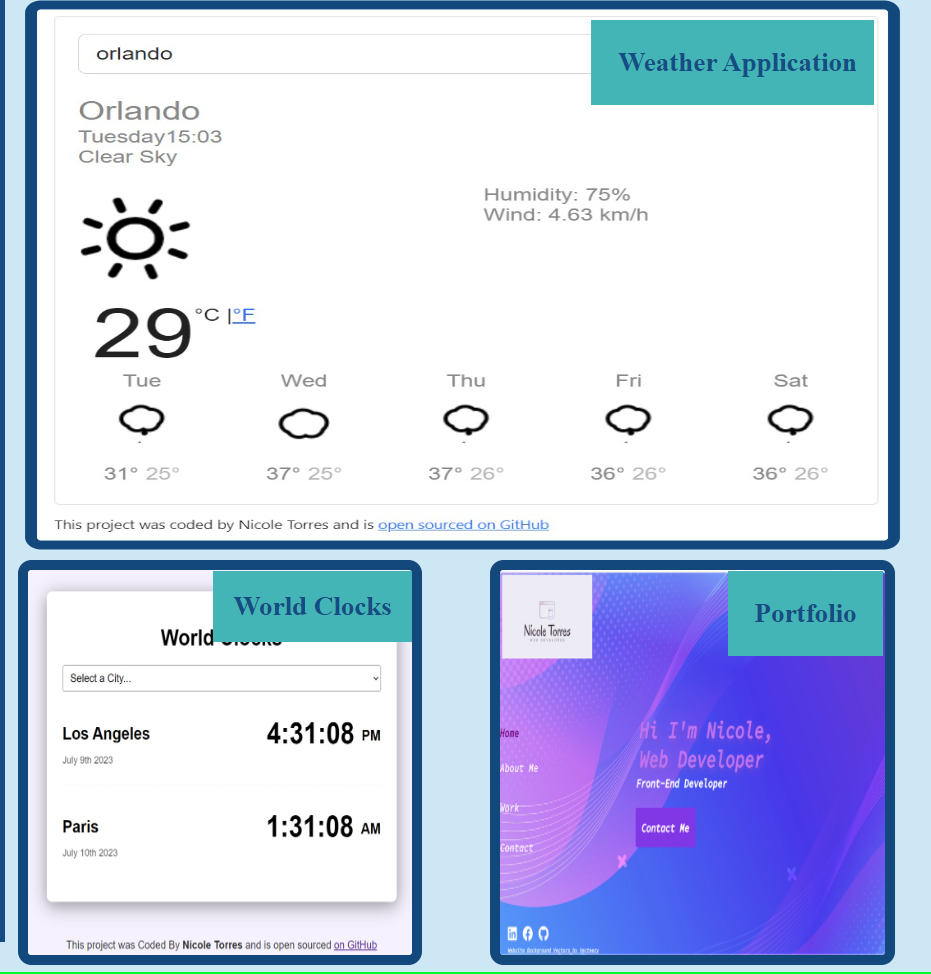 orlando
Weather Application
Orlando
Tuesday15:03
Clear Sky
Humidity: 75%
Wind: 4.63 km/h
29 °C |°F
Tue Wed Thu Fri Sat
31° 25° 37° 25° 37° 26° 36° 26° 36° 26°
This project was coded by Nicole Torres and is open sourced on GitHub
World Clocks
World Clocks
Select a City...
Los Angeles 4:31:08 PM
July 9th 2023
Paris 1:31:08 AM
July 10th 2023
This project was Coded By Nicole Torres and is open sourced on GitHub
Portfolio
Nicole Torres
WEB DEVELOPER
Home
About Me
Work
Contact
Hi I'm Nicole,
Web Developer
Front-End Developer
Contact Me
Website Background Vectors by Vecteezy